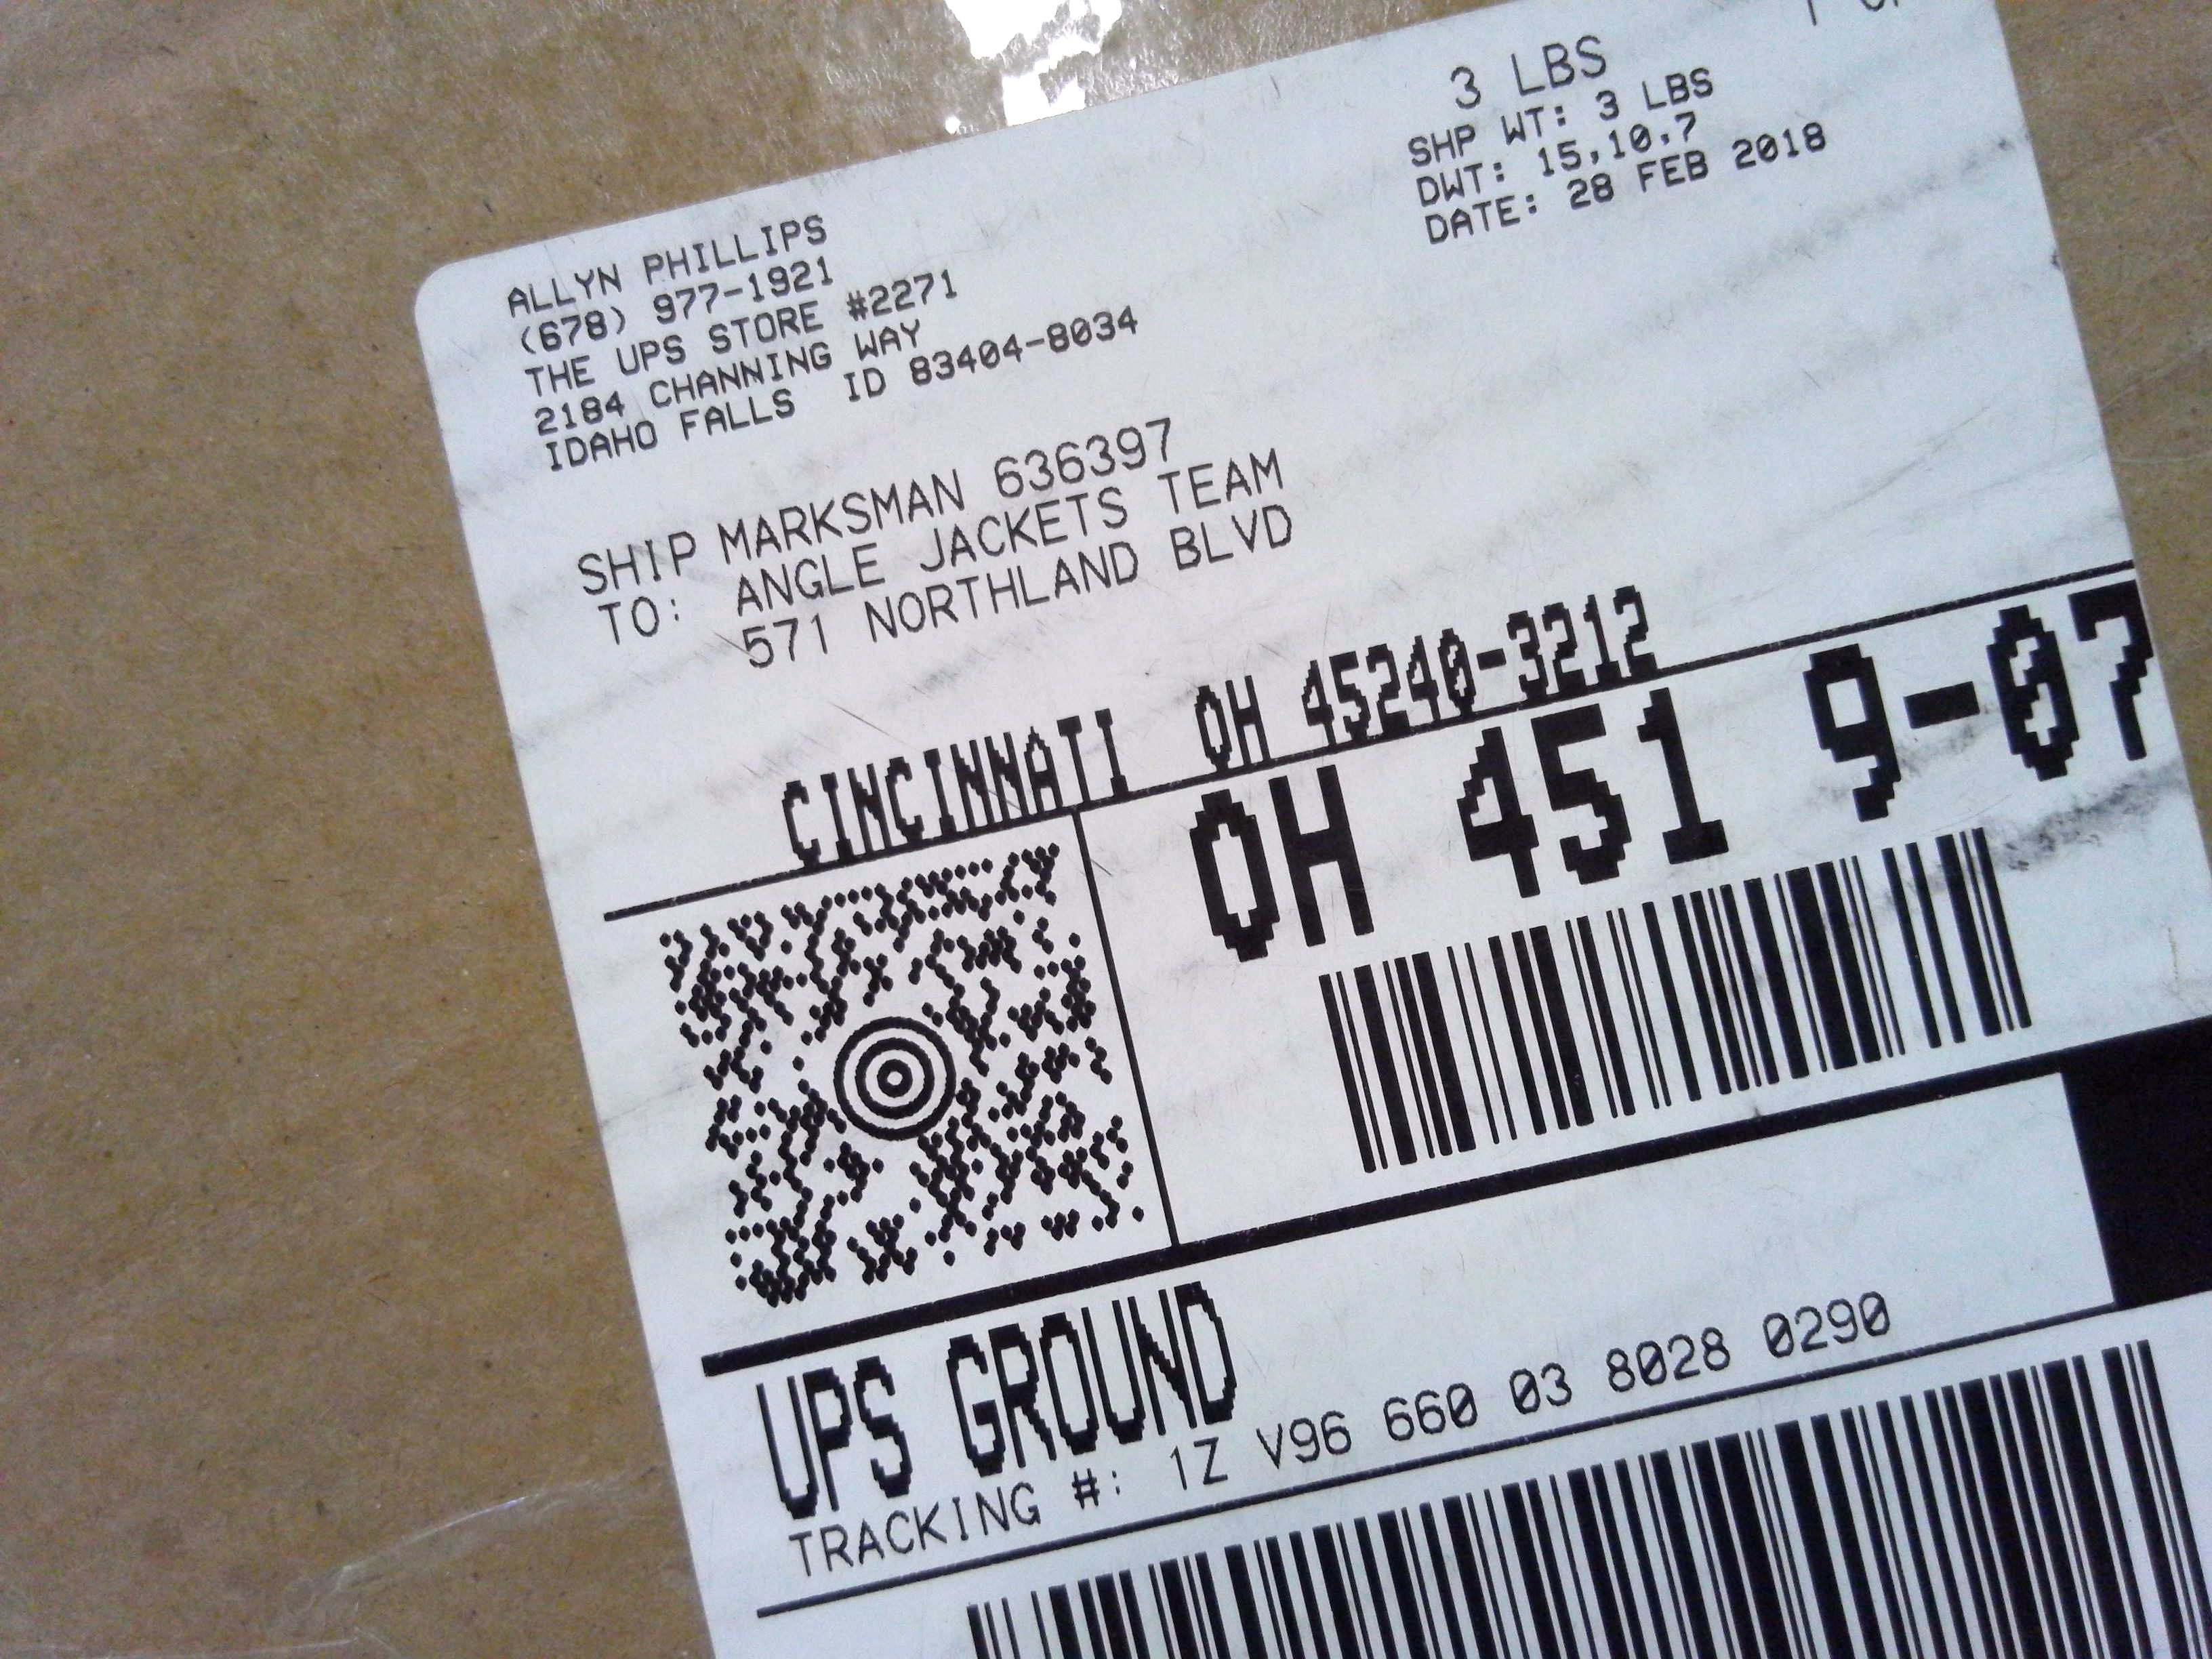 3 LBS
SHP WT: 3 LBS
DWT: 15,10,7
DATE: 28 FEB 2018
ALLYN PHILLIPS
(678) 977-1921
THE UPS STORE #2271
2184 CHANNING WAY
IDAHO FALLS ID 83404-8034
SHIP MARKSMAN 636397
TO: ANGLE JACKETS TEAM
571 NORTHLAND BLVD
CINCINNATI OH 45240-3212
OH 451 9-07
UPS GROUND
TRACKING #: 1Z V96 660 03 8028 0290